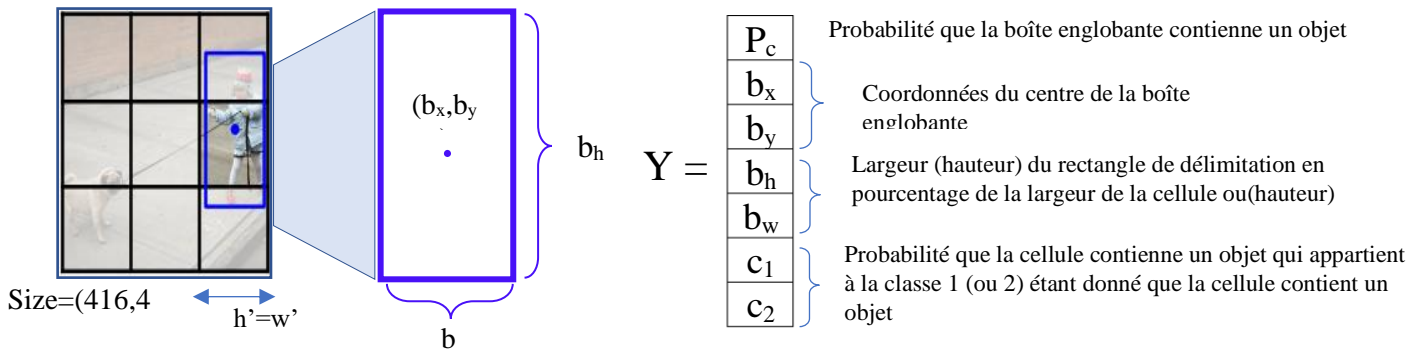 Size=(416,4
h'=w'
(bx,by
bh
b
Y =
Pc
bx
by
bh
bw
c1
c2
Probabilité que la boîte englobante contienne un objet
Coordonnées du centre de la boîte
englobante
Largeur (hauteur) du rectangle de délimitation en
pourcentage de la largeur de la cellule ou(hauteur)
Probabilité que la cellule contienne un objet qui appartient
à la classe 1 (ou 2) étant donné que la cellule contient un
objet